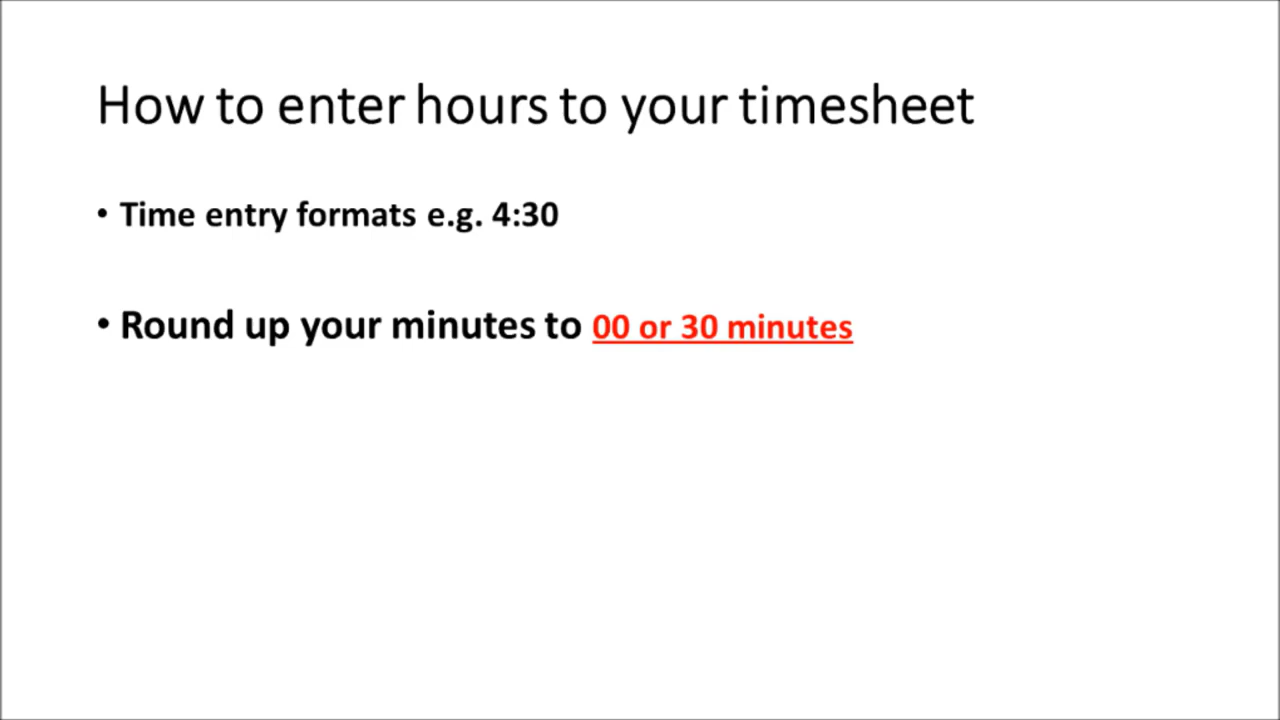 How to enter hours to your timesheet
• Time entry formats e.g. 4:30
• Round up your minutes to 00 or 30 minutes